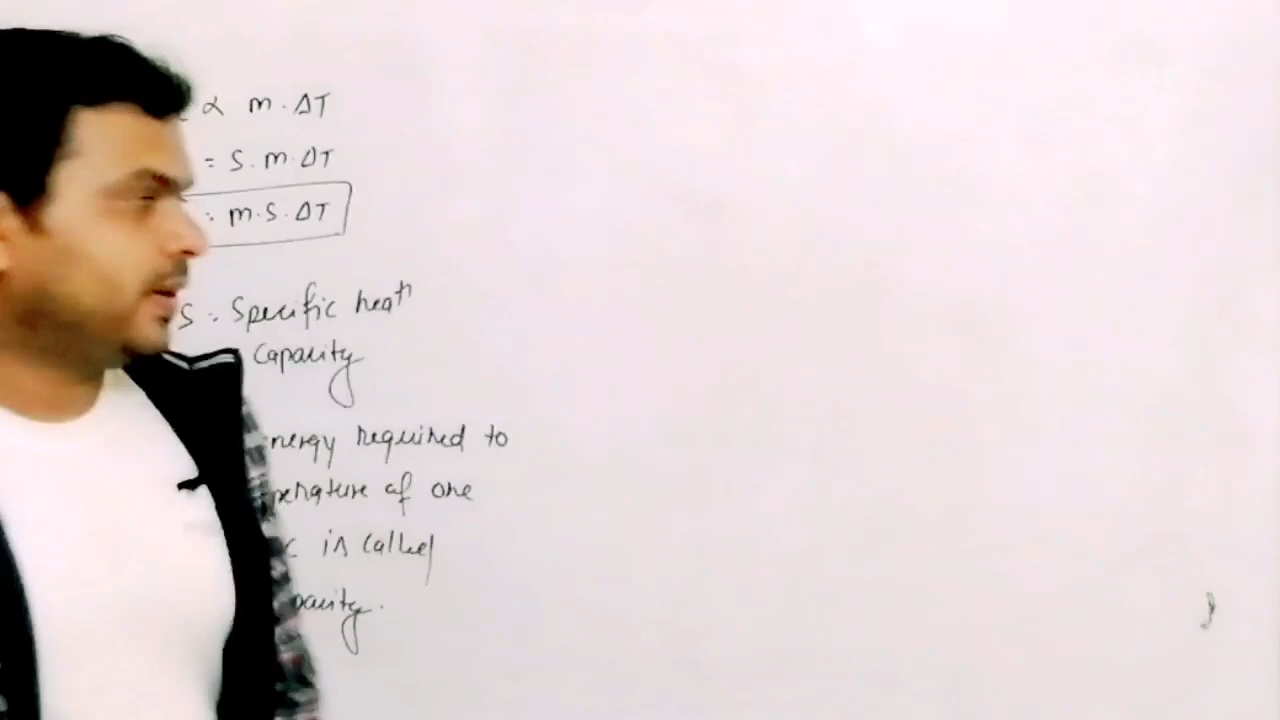 ∝ m . ΔT
= S . m . ΔT
: m . S . ΔT
S : Specific heat
Capacity
nergy required to
perature of one
c is called
pacity.